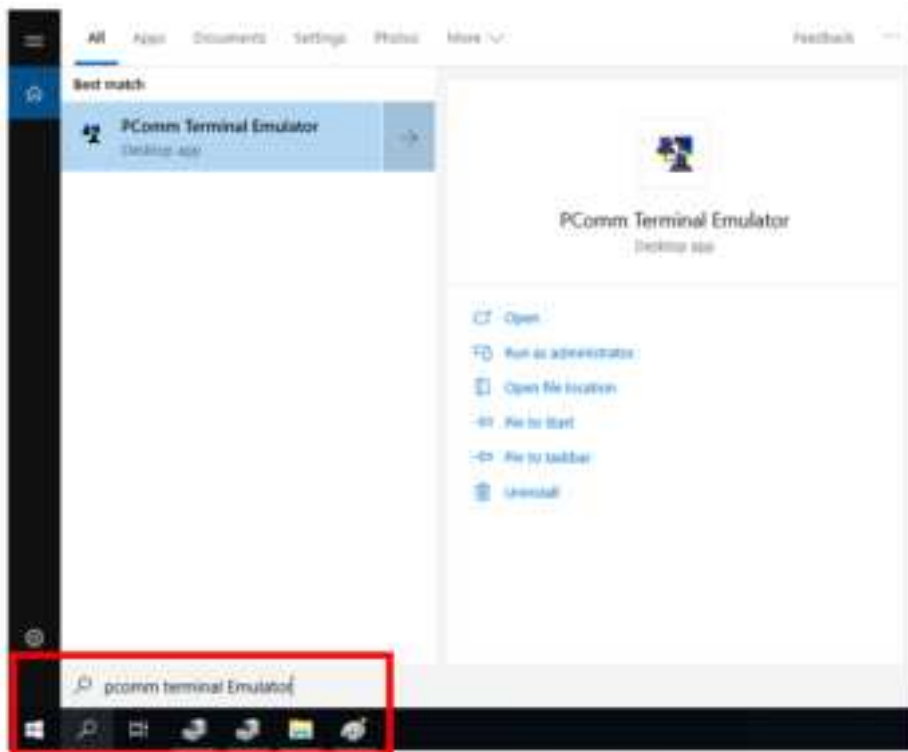 All Apps Documents Settings Photos More Feedback ...
Best match
PComm Terminal Emulator
Desktop app
PComm Terminal Emulator
Desktop app
Open
Run as administrator
Open file location
Pin to Start
Pin to taskbar
Uninstall
pcomm terminal Emulator